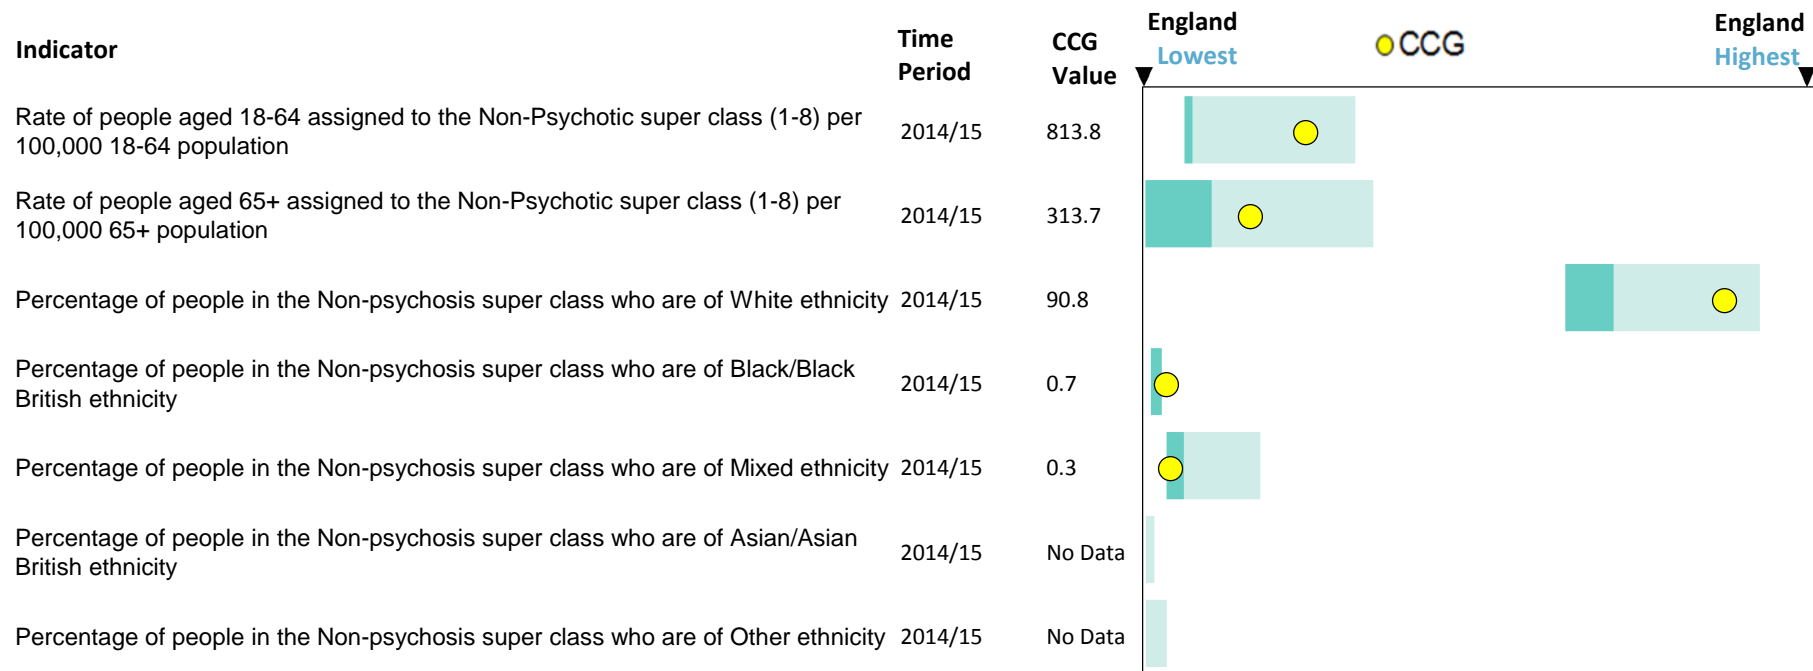 Indicator
Time Period
CCG Value
England Lowest
CCG
England Highest
Rate of people aged 18-64 assigned to the Non-Psychotic super class (1-8) per
100,000 18-64 population
2014/15
813.8
Rate of people aged 65+ assigned to the Non-Psychotic super class (1-8) per
100,000 65+ population
2014/15
313.7
Percentage of people in the Non-psychosis super class who are of White ethnicity
2014/15
90.8
Percentage of people in the Non-psychosis super class who are of Black/Black
British ethnicity
2014/15
0.7
Percentage of people in the Non-psychosis super class who are of Mixed ethnicity
2014/15
0.3
Percentage of people in the Non-psychosis super class who are of Asian/Asian
British ethnicity
2014/15
No Data
Percentage of people in the Non-psychosis super class who are of Other ethnicity
2014/15
No Data